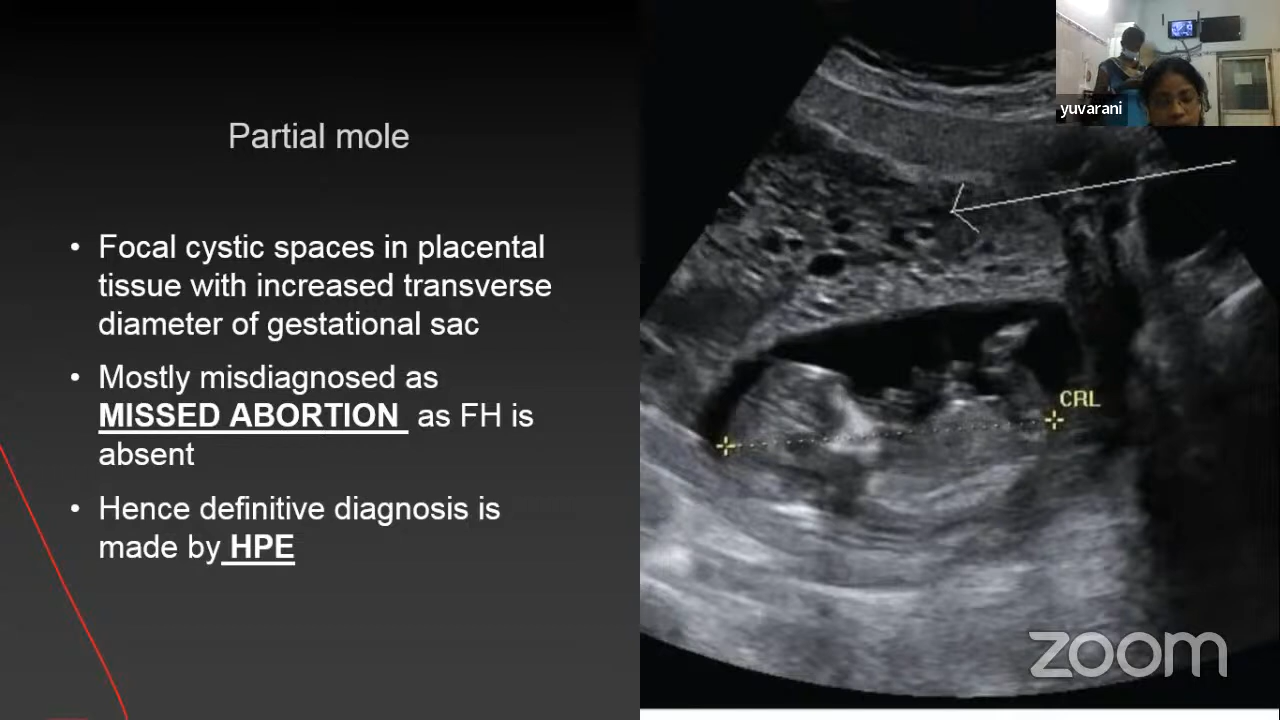 Partial mole
• Focal cystic spaces in placental
tissue with increased transverse
diameter of gestational sac
• Mostly misdiagnosed as
MISSED ABORTION as FH is
absent
• Hence definitive diagnosis is
made by HPE
yuvarani
CRL
zoom